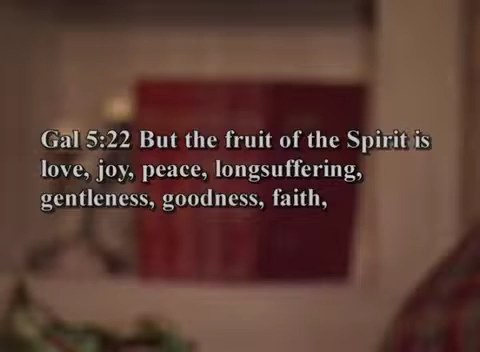 Gal 5:22 But the fruit of the Spirit is
love, joy, peace, longsuffering,
gentleness, goodness, faith,